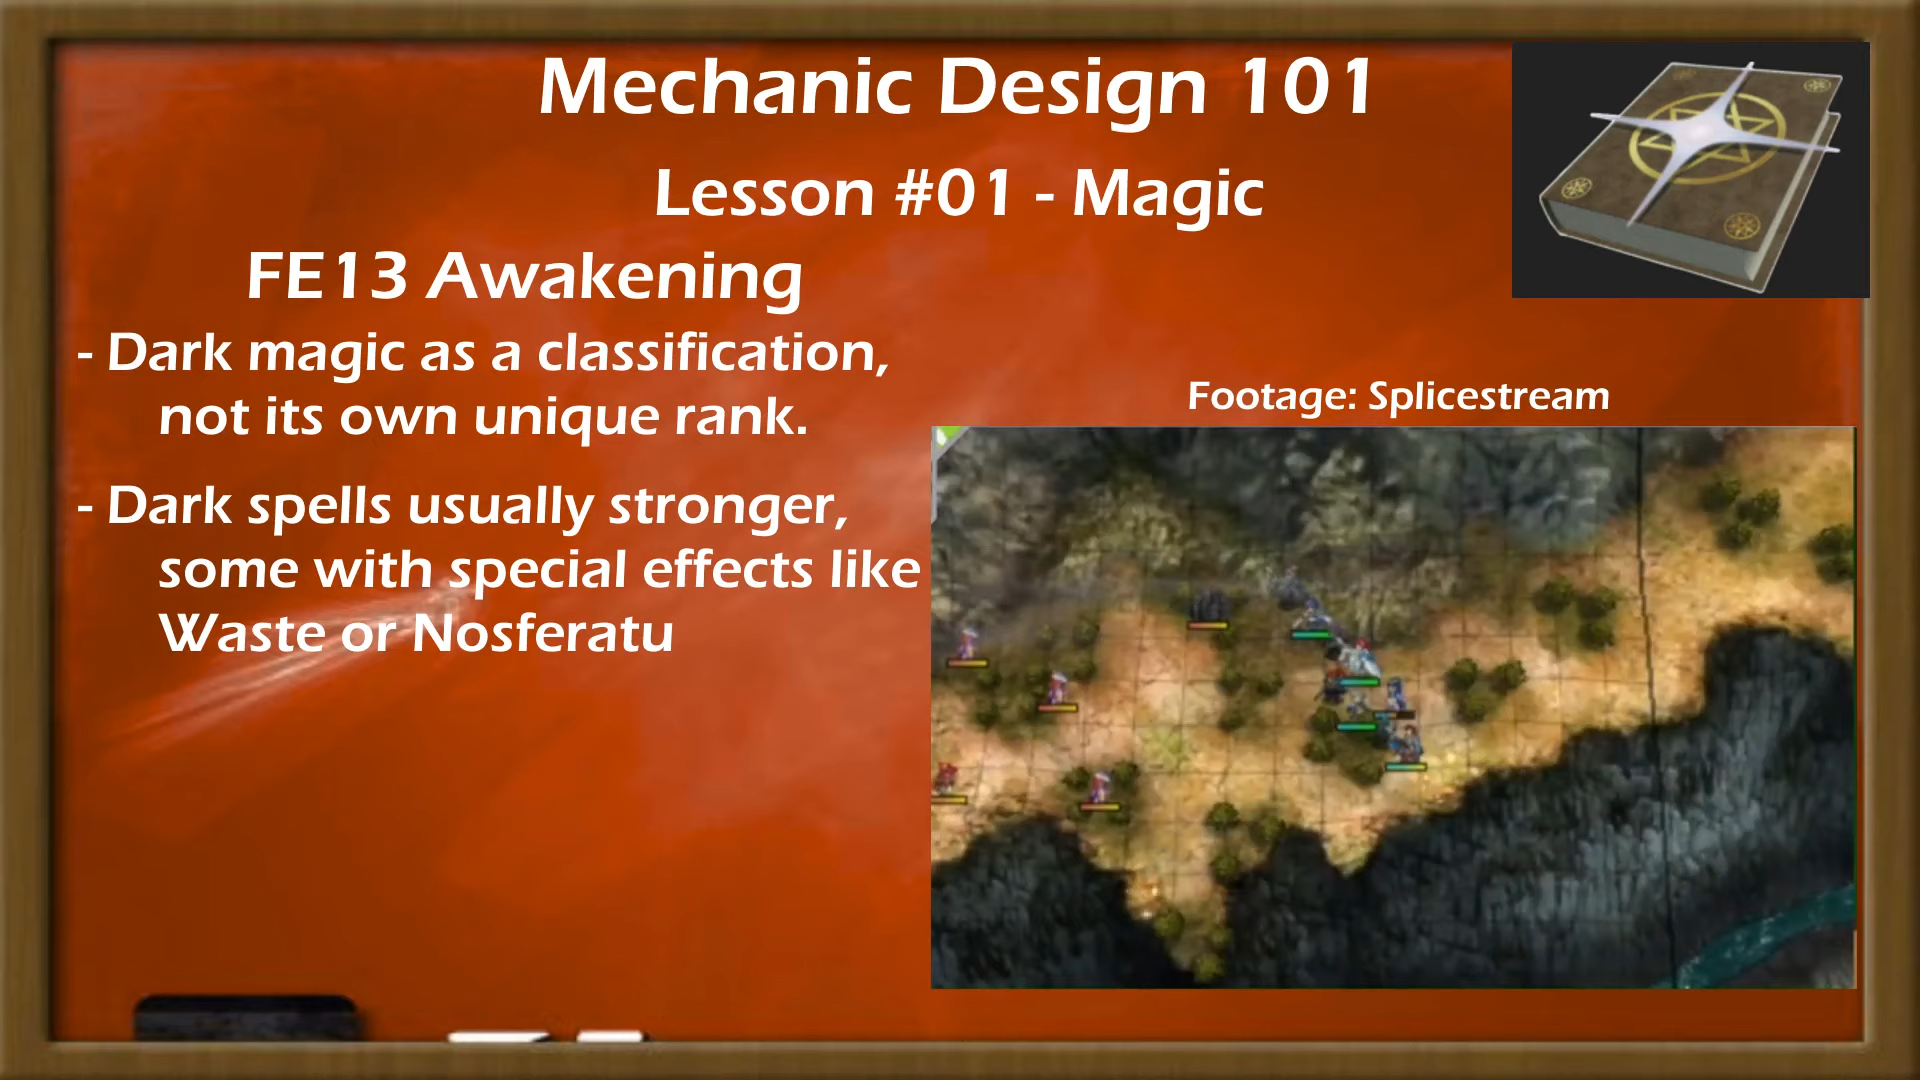 Mechanic Design 101
Lesson #01 - Magic
FE13 Awakening
- Dark magic as a classification,
not its own unique rank.
- Dark spells usually stronger,
some with special effects like
Waste or Nosferatu
Footage: Splicestream